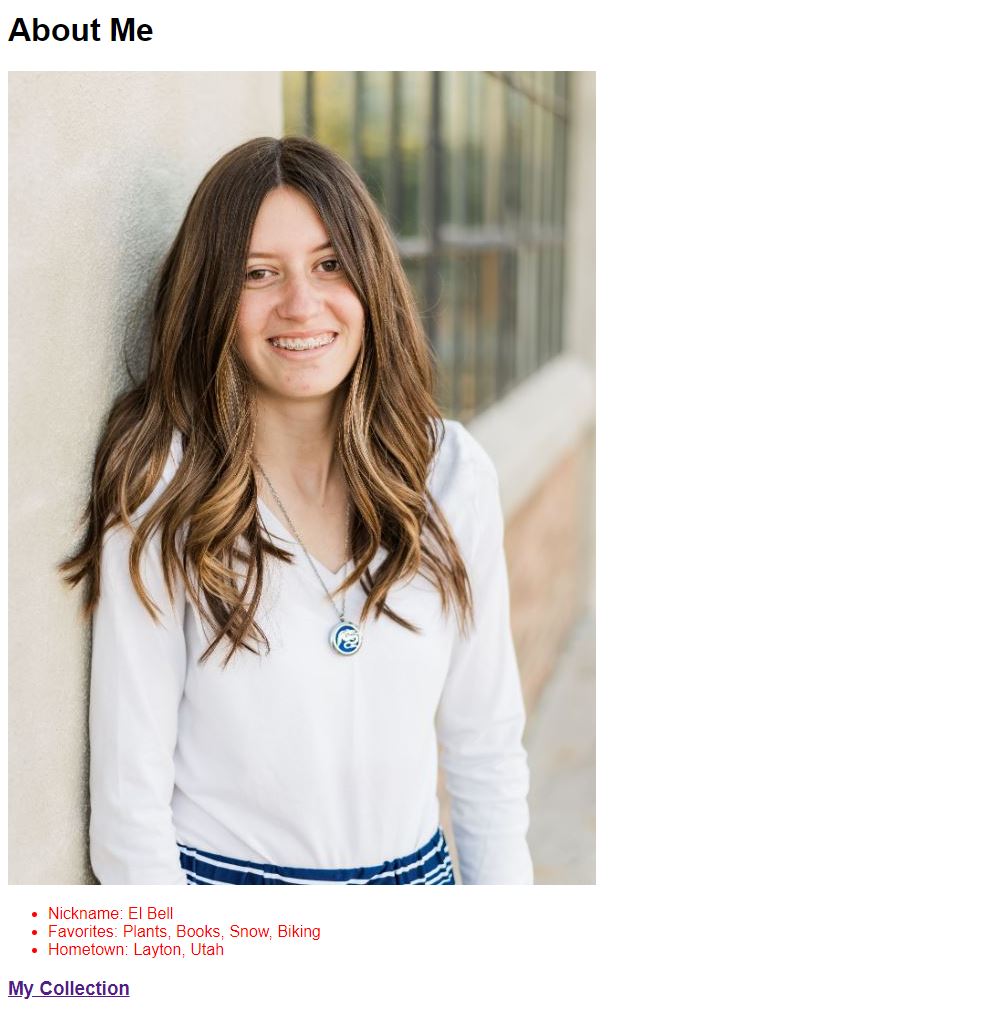 About Me
Nickname: El Bell
Favorites: Plants, Books, Snow, Biking
Hometown: Layton, Utah
My Collection